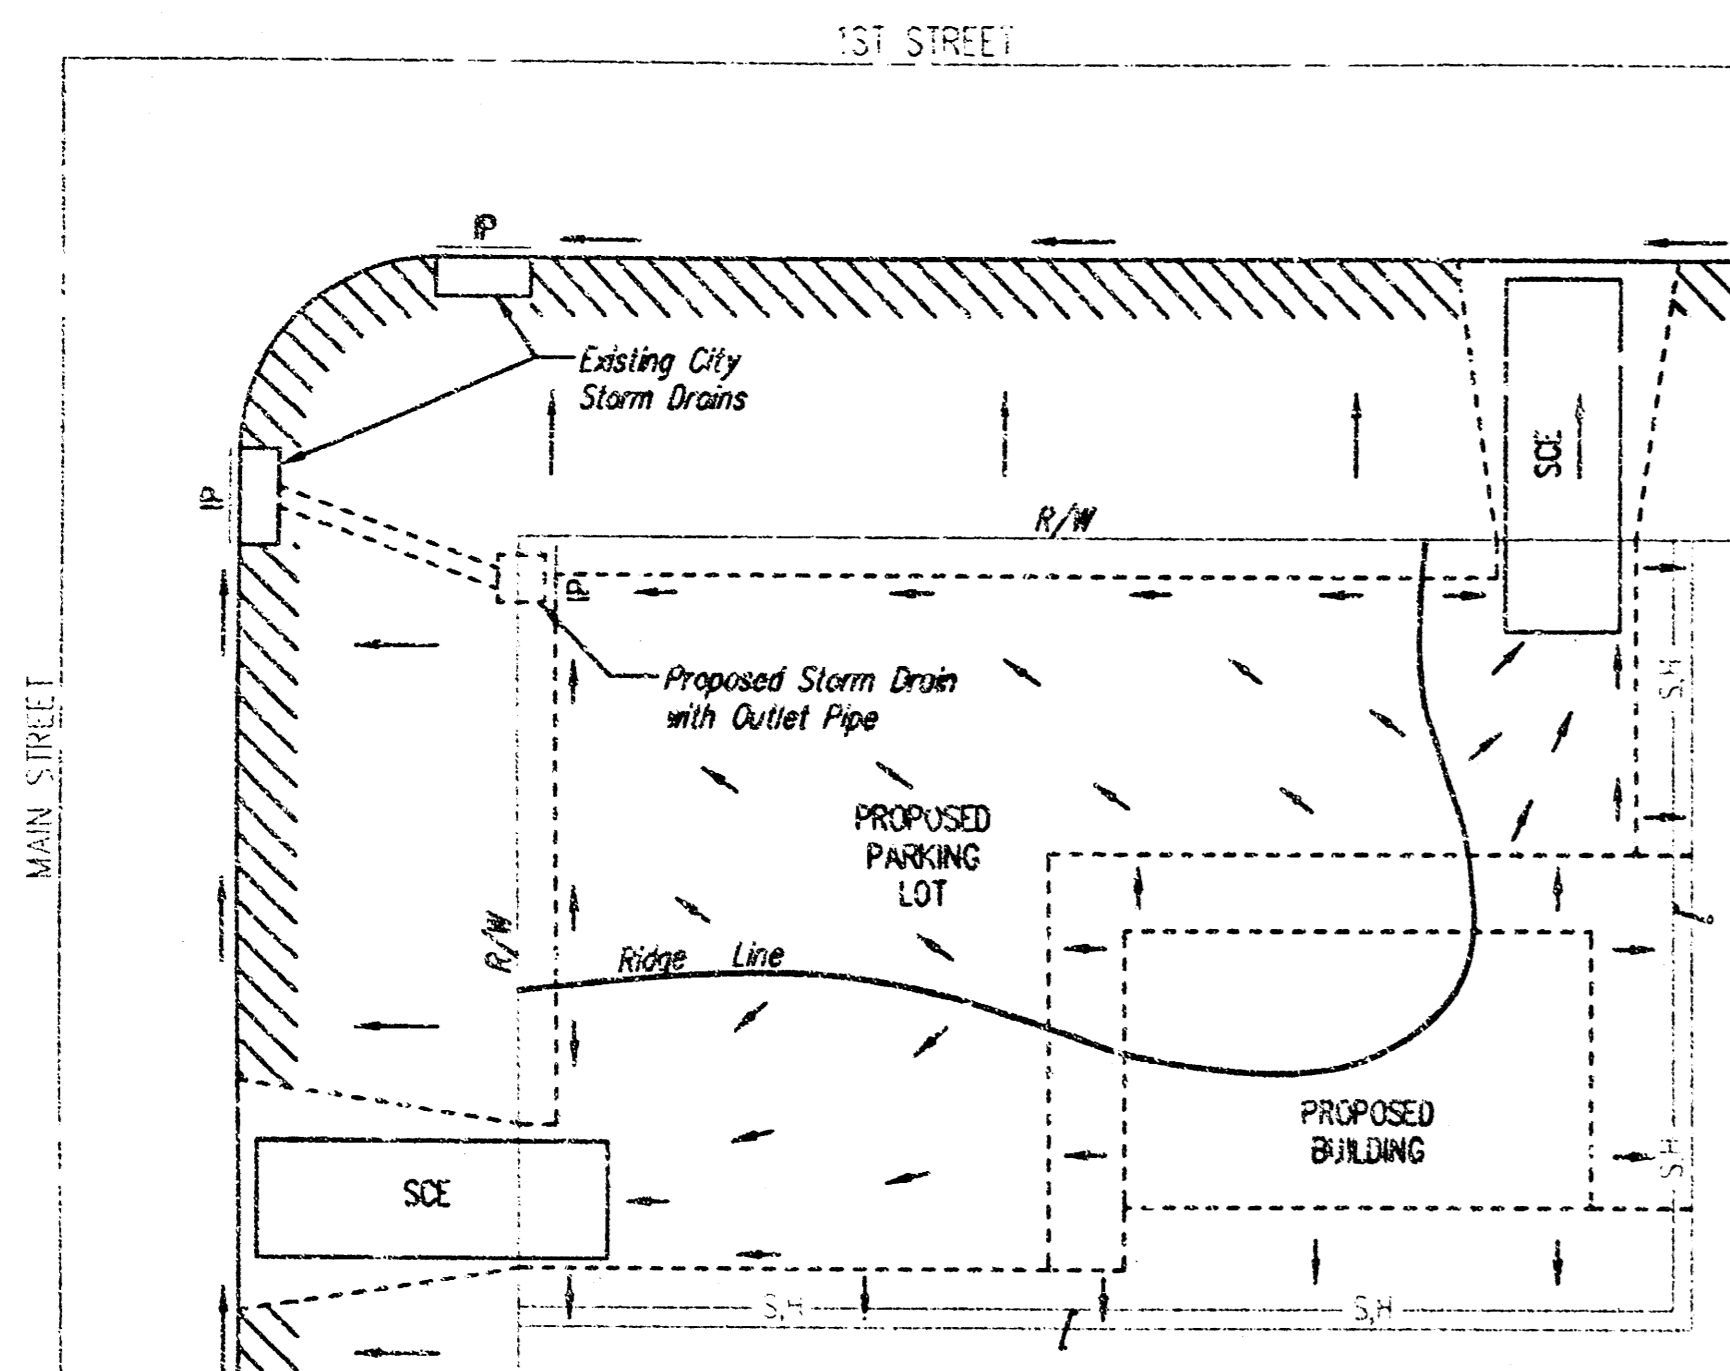 1ST STREET
IP
Existing City
Storm Drains
SCE
IP
R/W
IP
Proposed Storm Drain
with Outlet Pipe
S,H
MAIN STREET
PROPOSED
PARKING
LOT
R/W
Ridge Line
PROPOSED
BUILDING
S,H
SCE
S,H
S,H